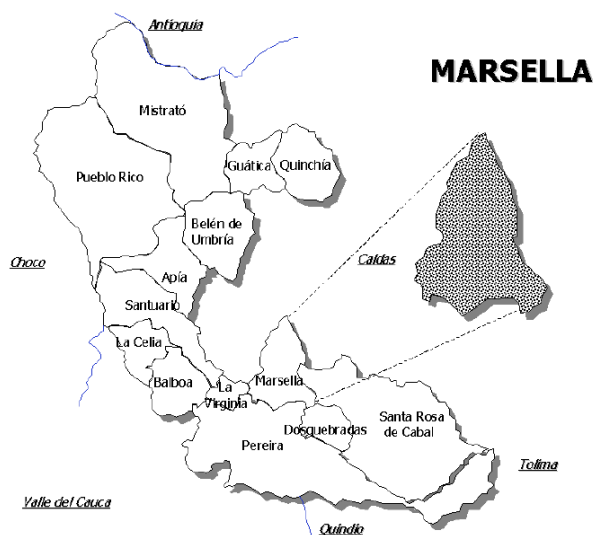 Antioquia
MARSELLA
Mistrató
Guática
Quinchía
Pueblo Rico
Belén de
Umbría
Choco
Caldas
Apía
Santuario
La Celia
Balboa
La
Virginia
Marsella
Santa Rosa
de Cabal
Dosquebradas
Pereira
Tolima
Valle del Cauca
Quindío